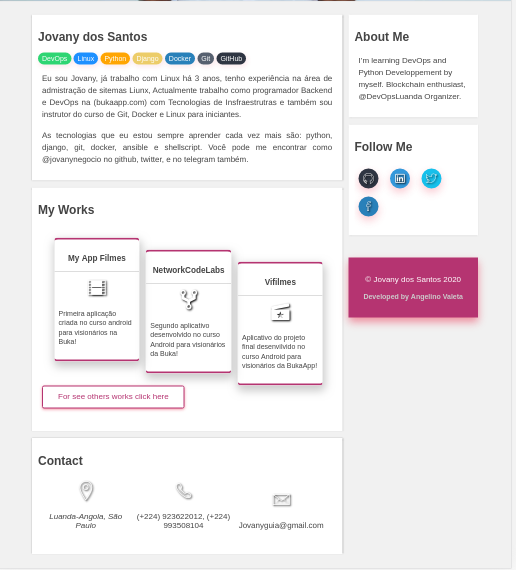 Jovany dos Santos
DevOps Linux Python Django Docker Git GitHub
Eu sou Jovany, já trabalho com Linux há 3 anos, tenho experiência na área de
admistração de sitemas Liunx, Actualmente trabalho como programador Backend
e DevOps na (bukaapp.com) com Tecnologias de Insfraestrutras e também sou
instrutor do curso de Git, Docker e Linux para iniciantes.
As tecnologias que eu estou sempre aprender cada vez mais são: python,
django, git, docker, ansible e shellscript. Você pode me encontrar como
@jovanynegocio no github, twitter, e no telegram também.
My Works
My App Filmes
Primeira aplicação
criada no curso android
para visionários na
Buka!
NetworkCodeLabs
Segundo aplicativo
desenvolvido no curso
Android para visionários
da Buka!
Vifilmes
Aplicativo do projeto
final desenvilvido no
curso Android para
visionários da BukaApp!
For see others works click here
Contact
Luanda-Angola, São
Paulo
(+224) 923622012, (+224)
993508104
Jovanyguia@gmail.com
About Me
I'm learning DevOps and
Python Developpement by
myself. Blockchain enthusiast,
@DevOpsLuanda Organizer.
Follow Me
© Jovany dos Santos 2020
Developed by Angelino Valeta